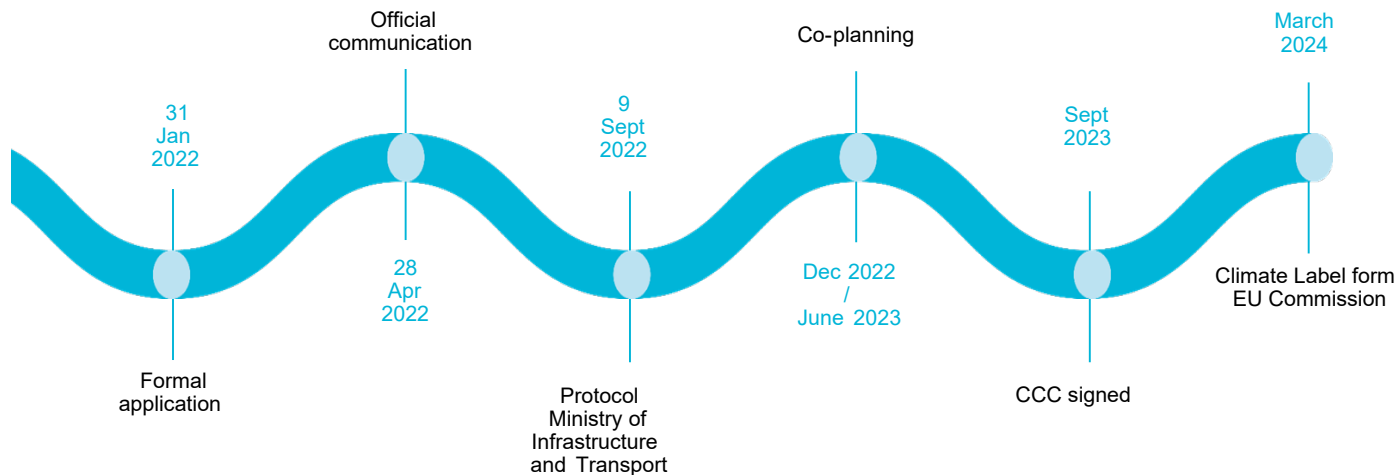 31
Jan
2022
Formal
application
Official
communication
28
Apr
2022
9
Sept
2022
Protocol
Ministry of
Infrastructure
and Transport
Co-planning
Dec 2022
/
June 2023
Sept
2023
CCC signed
March
2024
Climate Label form
EU Commission